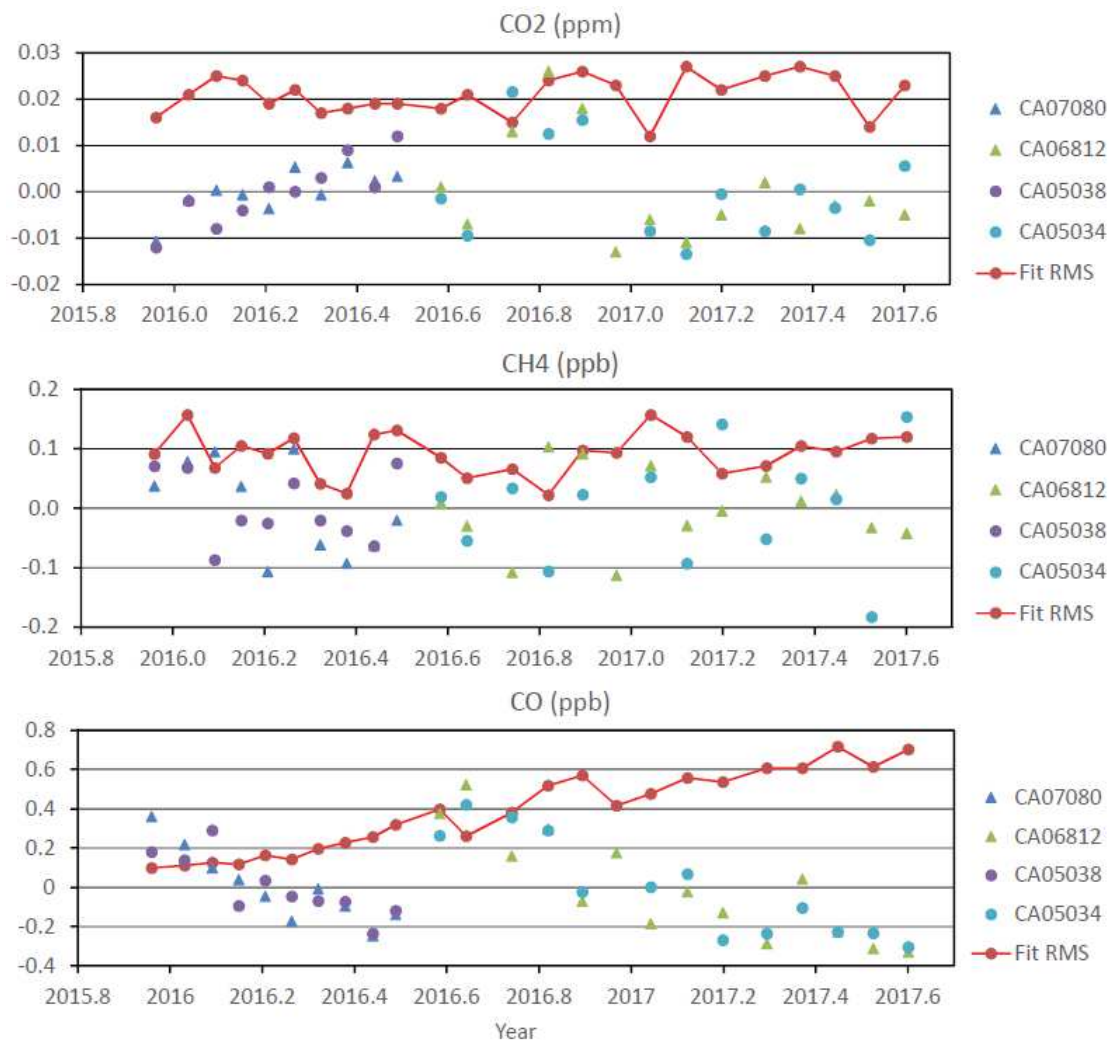 CO2 (ppm)
0.03
0.02
0.01
0.00
-0.01
-0.02
2015.8 2016.0 2016.2 2016.4 2016.6 2016.8 2017.0 2017.2 2017.4 2017.6
CA07080
CA06812
CA05038
CA05034
Fit RMS
CH4 (ppb)
0.2
0.1
0.0
-0.1
-0.2
2015.8 2016.0 2016.2 2016.4 2016.6 2016.8 2017.0 2017.2 2017.4 2017.6
CA07080
CA06812
CA05038
CA05034
Fit RMS
CO (ppb)
0.8
0.6
0.4
0.2
0
-0.2
-0.4
2015.8 2016 2016.2 2016.4 2016.6 2016.8 2017 2017.2 2017.4 2017.6
Year
CA07080
CA06812
CA05038
CA05034
Fit RMS